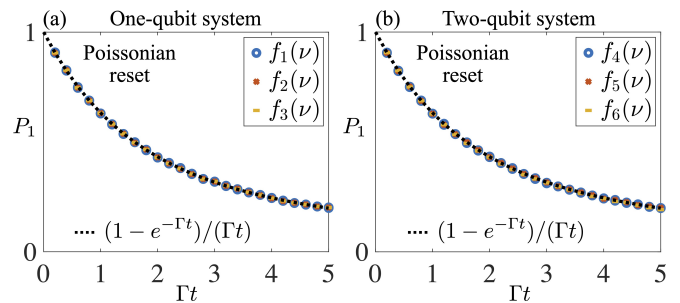 (a) One-qubit system
1
Poissonian
reset
f₁(ν)
f₂(ν)
f₃(ν)
P₁
(1 − e^{−Γt})/(Γt)
0
0 1 2 3 4 5
Γt
(b) Two-qubit system
1
Poissonian
reset
f₄(ν)
f₅(ν)
f₆(ν)
P₁
(1 − e^{−Γt})/(Γt)
0
0 1 2 3 4 5
Γt